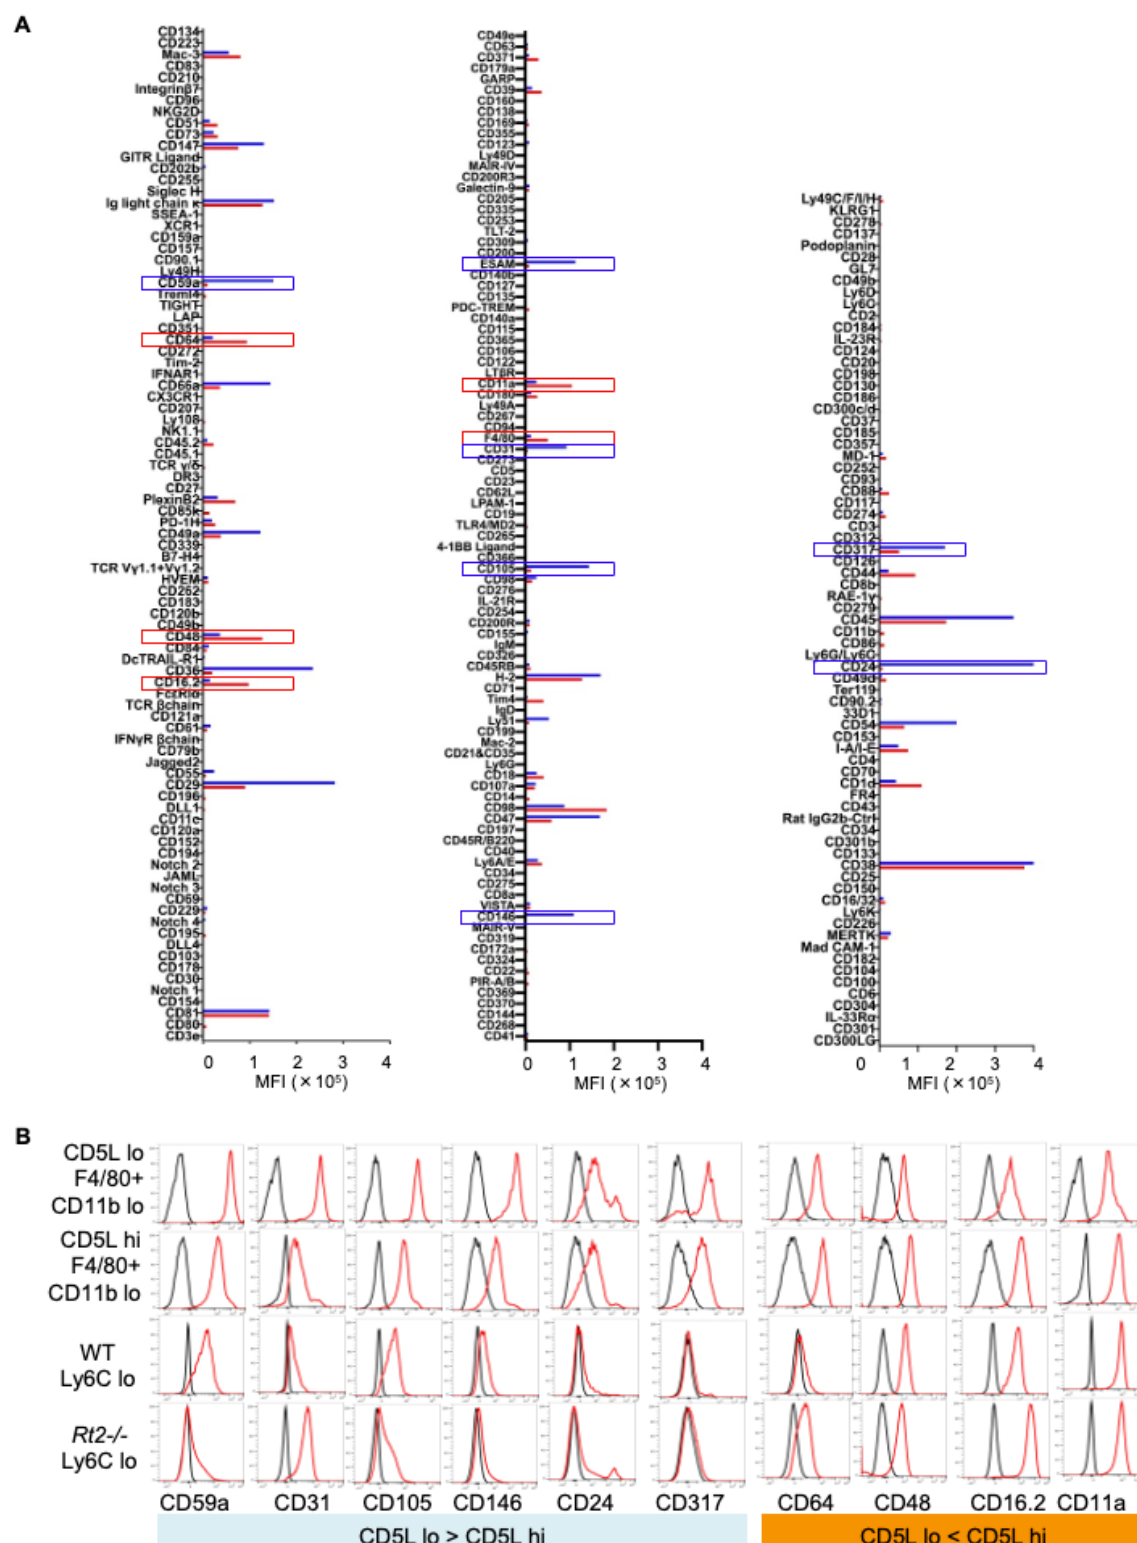 A
CD134
CD223
Mac-3
CD83
CD210
Integrinβ7
CD96
NKG2D
CD51
CD73
CD147
GITR Ligand
CD202b
CD255
Siglec H
Ig light chain κ
SSEA-1
XCR1
CD159a
CD157
CD90.1
Ly49H
CD59a
Treml4
TIGHT
LAP
CD351
CD64
CD272
Tim-2
IFNAR1
CD66a
CX3CR1
CD207
Ly108
NK1.1
CD45.2
CD45.1
TCR γ/δ
DR3
CD27
PlexinB2
CD85k
PD-1H
CD49a
CD339
B7-H4
TCR Vγ1.1+Vγ1.2
HVEM
CD262
CD183
CD120b
CD49b
CD48
CD84
DcTRAIL-R1
CD36
CD16.2
FcεRIα
TCR βchain
CD121a
CD61
IFNγR βchain
CD79b
Jagged2
CD55
CD29
CD196
DLL1
CD11c
CD120a
CD152
CD194
Notch 2
JAML
Notch 3
CD69
CD229
Notch 4
CD195
DLL4
CD103
CD178
CD30
Notch 1
CD154
CD81
CD80
CD3e
0 1 2 3 4
MFI (×10⁵)
CD49e
CD63
CD371
CD179a
GARP
CD39
CD160
CD138
CD169
CD355
CD123
Ly49D
MAIR-IV
CD200R3
Galectin-9
CD205
CD335
CD253
TLT-2
CD309
CD200
ESAM
CD140b
CD127
CD135
PDC-TREM
CD140a
CD115
CD365
CD106
CD122
LTβR
CD11a
CD180
Ly49A
CD267
CD94
F4/80
CD31
CD273
CD5
CD23
CD62L
LPAM-1
CD19
TLR4/MD2
CD265
4-1BB Ligand
CD366
CD105
CD98
CD276
IL-21R
CD254
CD200R
CD155
IgM
CD326
CD45RB
H-2
CD71
Tim4
IgD
Ly51
CD199
Mac-2
CD21&CD35
Ly6G
CD18
CD107a
CD14
CD98
CD47
CD197
CD45R/B220
CD40
Ly6A/E
CD34
CD275
CD8a
VISTA
CD146
MAIR-V
CD319
CD172a
CD324
CD22
PIR-A/B
CD369
CD370
CD144
CD268
CD41
0 1 2 3 4
MFI (×10⁵)
Ly49C/F/I/H
KLRG1
CD278
CD137
Podoplanin
CD28
GL7
CD49b
Ly6D
Ly6C
CD2
CD184
IL-23R
CD124
CD20
CD198
CD130
CD186
CD300c/d
CD37
CD185
CD357
MD-1
CD252
CD93
CD88
CD117
CD274
CD3
CD312
CD317
CD126
CD44
CD8b
RAE-1γ
CD279
CD45
CD11b
CD86
Ly6G/Ly6C
CD24
CD49d
Ter119
CD90.2
33D1
CD54
CD153
I-A/I-E
CD4
CD70
CD1d
FR4
CD43
Rat IgG2b-Ctrl
CD34
CD301b
CD133
CD38
CD25
CD150
CD16/32
Ly6K
CD226
MERTK
Mad CAM-1
CD182
CD104
CD100
CD6
CD304
IL-33Rα
CD301
CD300LG
0 1 2 3 4
MFI (×10⁵)
B
CD5L lo
F4/80+
CD11b lo
CD5L hi
F4/80+
CD11b lo
WT
Ly6C lo
Rt2-/-
Ly6C lo
CD59a CD31 CD105 CD146 CD24 CD317 CD64 CD48 CD16.2 CD11a
CD5L lo > CD5L hi CD5L lo < CD5L hi